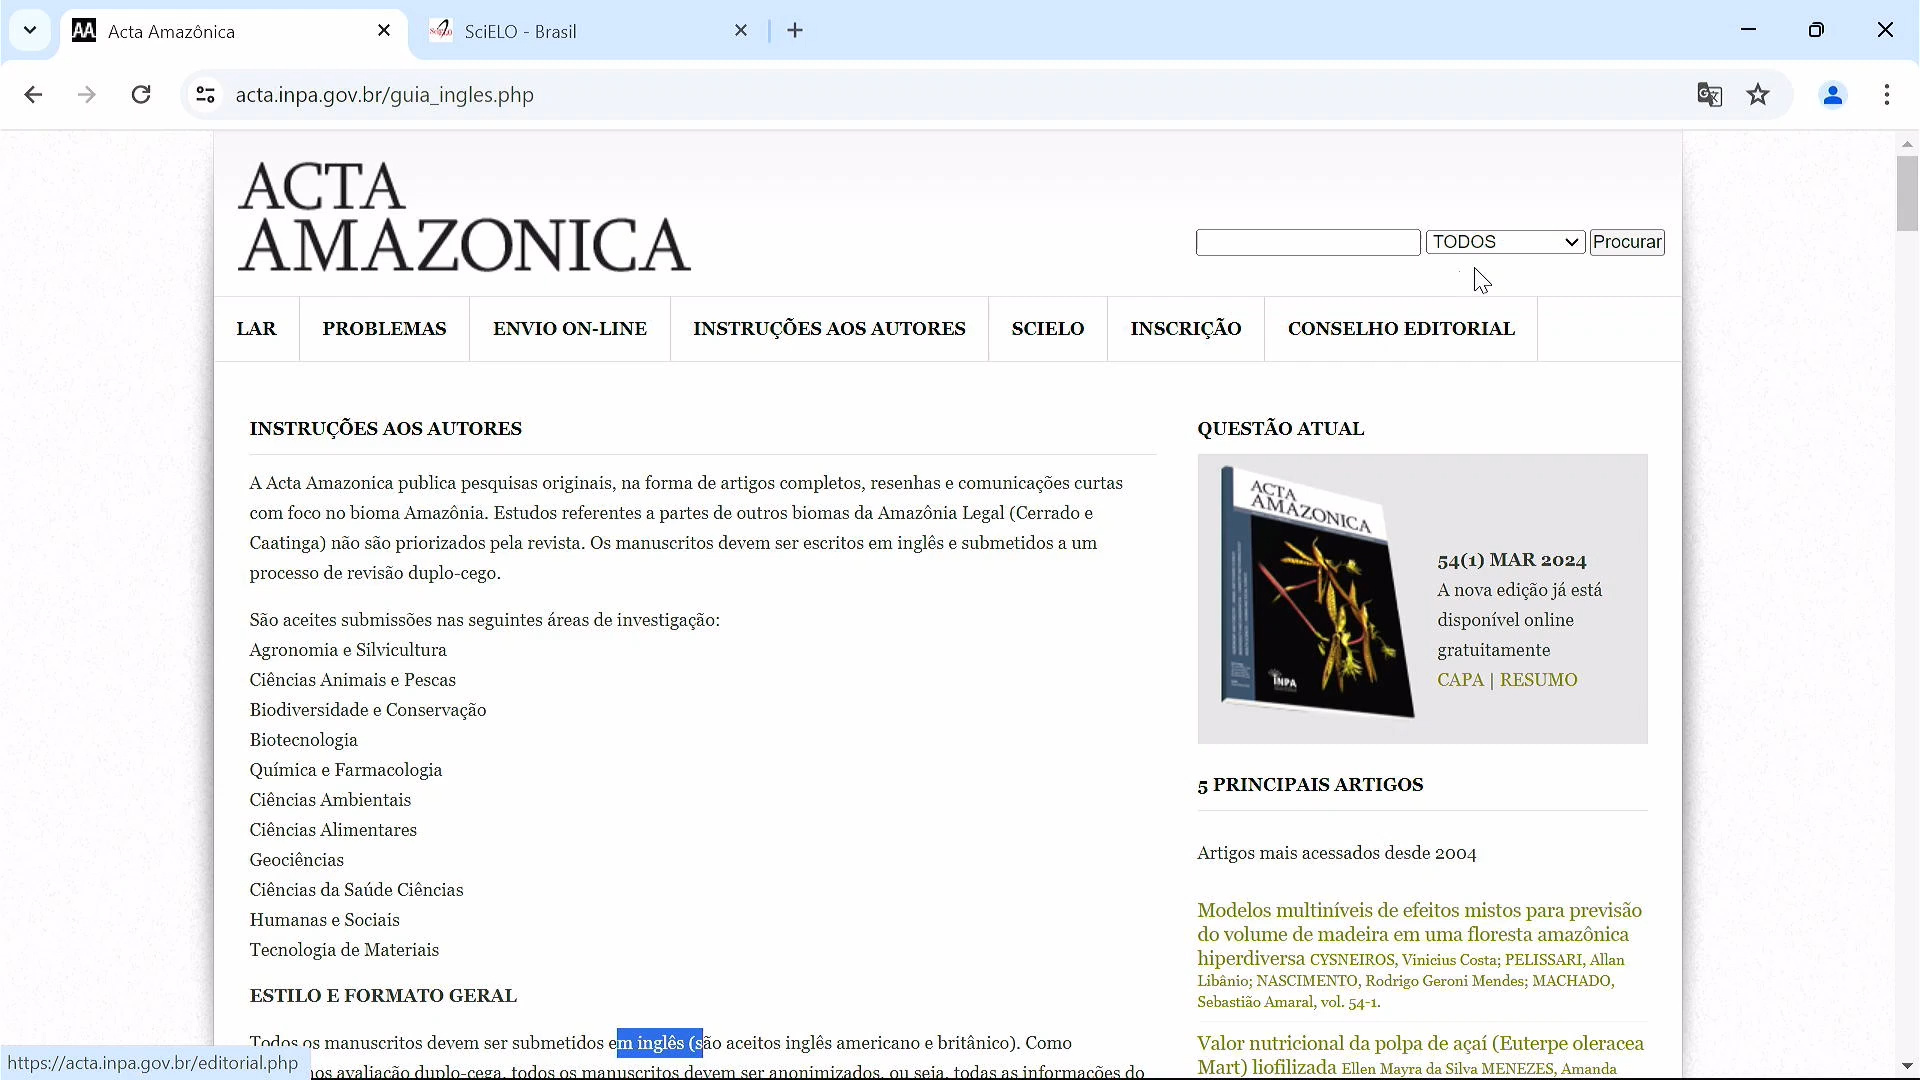 Acta Amazônica
SciELO - Brasil
acta.inpa.gov.br/guia_ingles.php
ACTA
AMAZONICA
TODOS
Procurar
LAR
PROBLEMAS
ENVIO ON-LINE
INSTRUÇÕES AOS AUTORES
SCIELO
INSCRIÇÃO
CONSELHO EDITORIAL
INSTRUÇÕES AOS AUTORES
A Acta Amazonica publica pesquisas originais, na forma de artigos completos, resenhas e comunicações curtas
com foco no bioma Amazônia. Estudos referentes a partes de outros biomas da Amazônia Legal (Cerrado e
Caatinga) não são priorizados pela revista. Os manuscritos devem ser escritos em inglês e submetidos a um
processo de revisão duplo-cego.
São aceites submissões nas seguintes áreas de investigação:
Agronomia e Silvicultura
Ciências Animais e Pescas
Biodiversidade e Conservação
Biotecnologia
Química e Farmacologia
Ciências Ambientais
Ciências Alimentares
Geociências
Ciências da Saúde Ciências
Humanas e Sociais
Tecnologia de Materiais
ESTILO E FORMATO GERAL
Todos os manuscritos devem ser submetidos em inglês (são aceitos inglês americano e britânico). Como
avaliação duplo-cega, todos os manuscritos devem ser anonimizados, ou seja, todas as informações do
https://acta.inpa.gov.br/editorial.php
QUESTÃO ATUAL
ACTA
AMAZONICA
INPA
54(1) MAR 2024
A nova edição já está
disponível online
gratuitamente
CAPA | RESUMO
5 PRINCIPAIS ARTIGOS
Artigos mais acessados desde 2004
Modelos multiníveis de efeitos mistos para previsão
do volume de madeira em uma floresta amazônica
hiperdiversa CYSNEIROS, Vinicius Costa; PELISSARI, Allan
Libânio; NASCIMENTO, Rodrigo Geroni Mendes; MACHADO,
Sebastião Amaral, vol. 54-1.
Valor nutricional da polpa de açaí (Euterpe oleracea
Mart) liofilizada Ellen Mayra da Silva MENEZES, Amanda